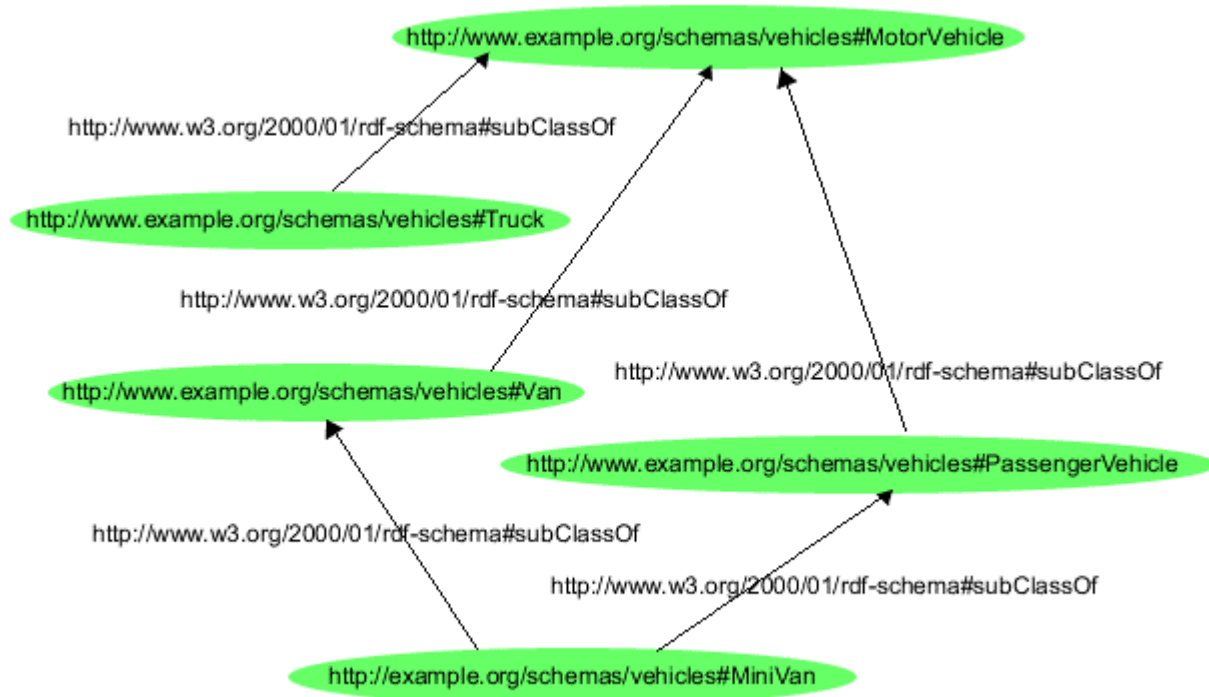 http://www.example.org/schemas/vehicles#MotorVehicle
http://www.w3.org/2000/01/rdf-schema#subClassOf
http://www.example.org/schemas/vehicles#Truck
http://www.w3.org/2000/01/rdf-schema#subClassOf
http://www.w3.org/2000/01/rdf-schema#subClassOf
http://www.example.org/schemas/vehicles#Van
http://www.example.org/schemas/vehicles#PassengerVehicle
http://www.w3.org/2000/01/rdf-schema#subClassOf
http://www.w3.org/2000/01/rdf-schema#subClassOf
http://example.org/schemas/vehicles#MiniVan